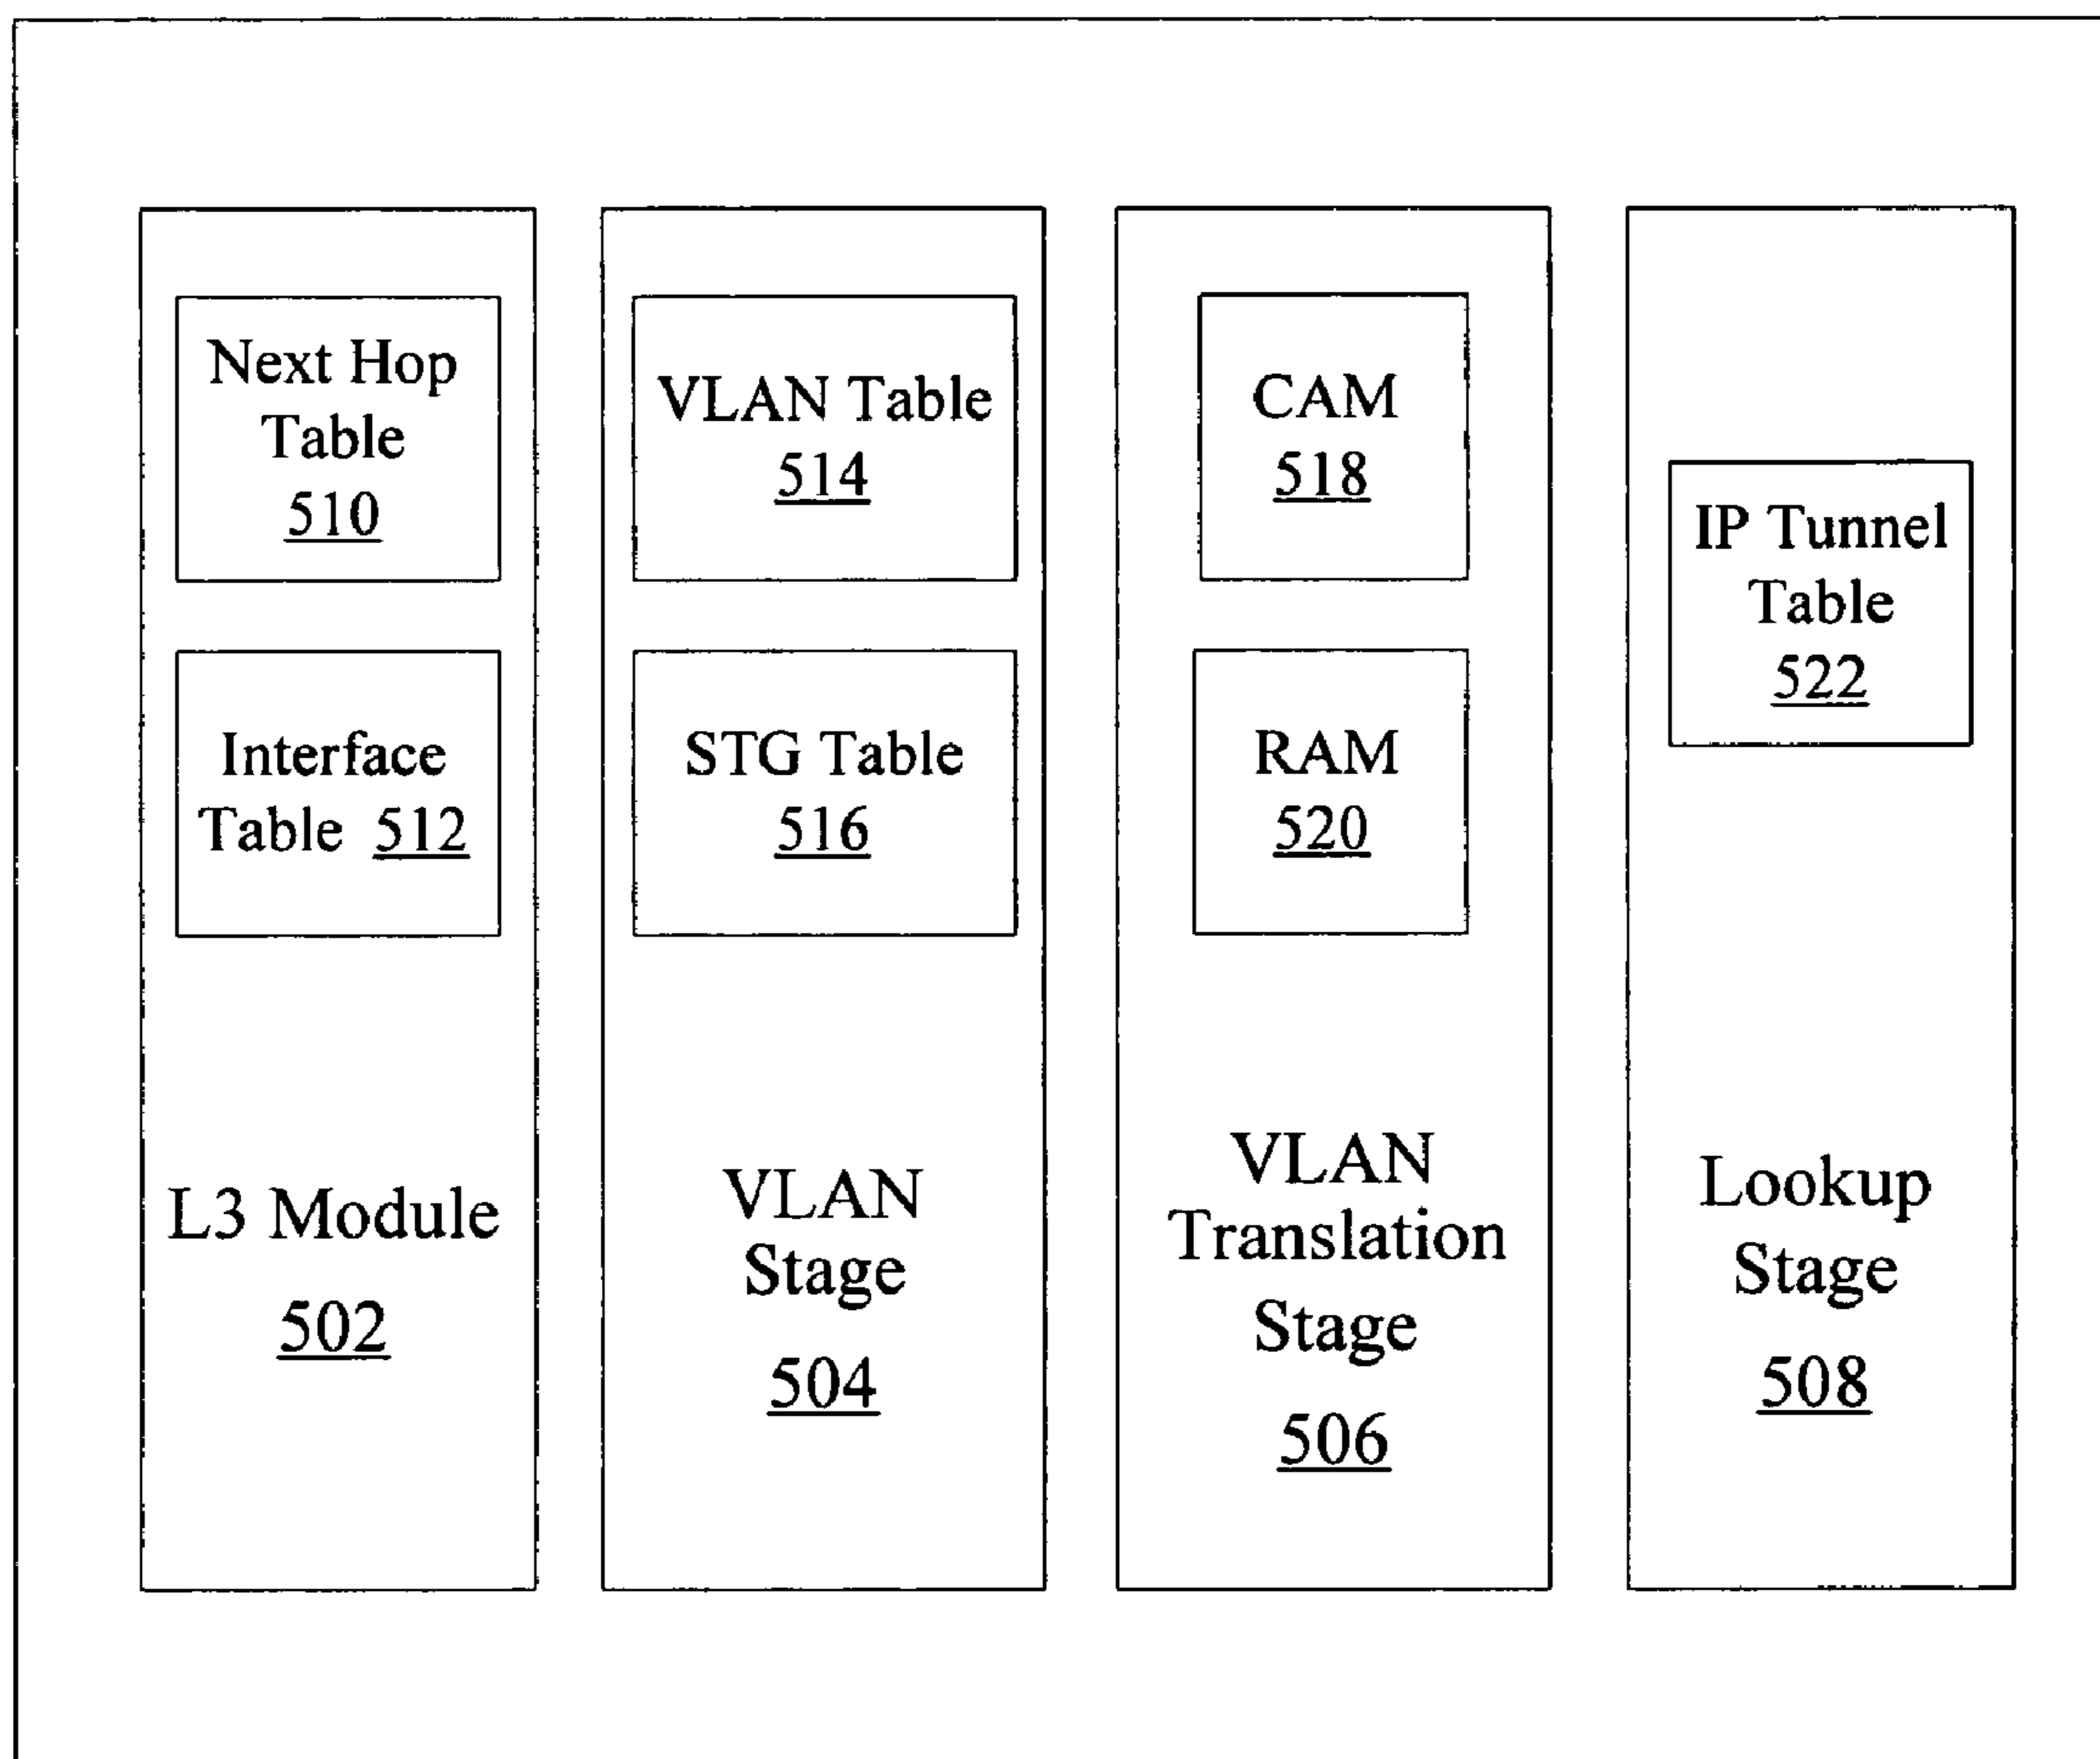 Next Hop
Table
510
Interface
Table 512
L3 Module
502
VLAN Table
514
STG Table
516
VLAN
Stage
504
CAM
518
RAM
520
VLAN
Translation
Stage
506
IP Tunnel
Table
522
Lookup
Stage
508